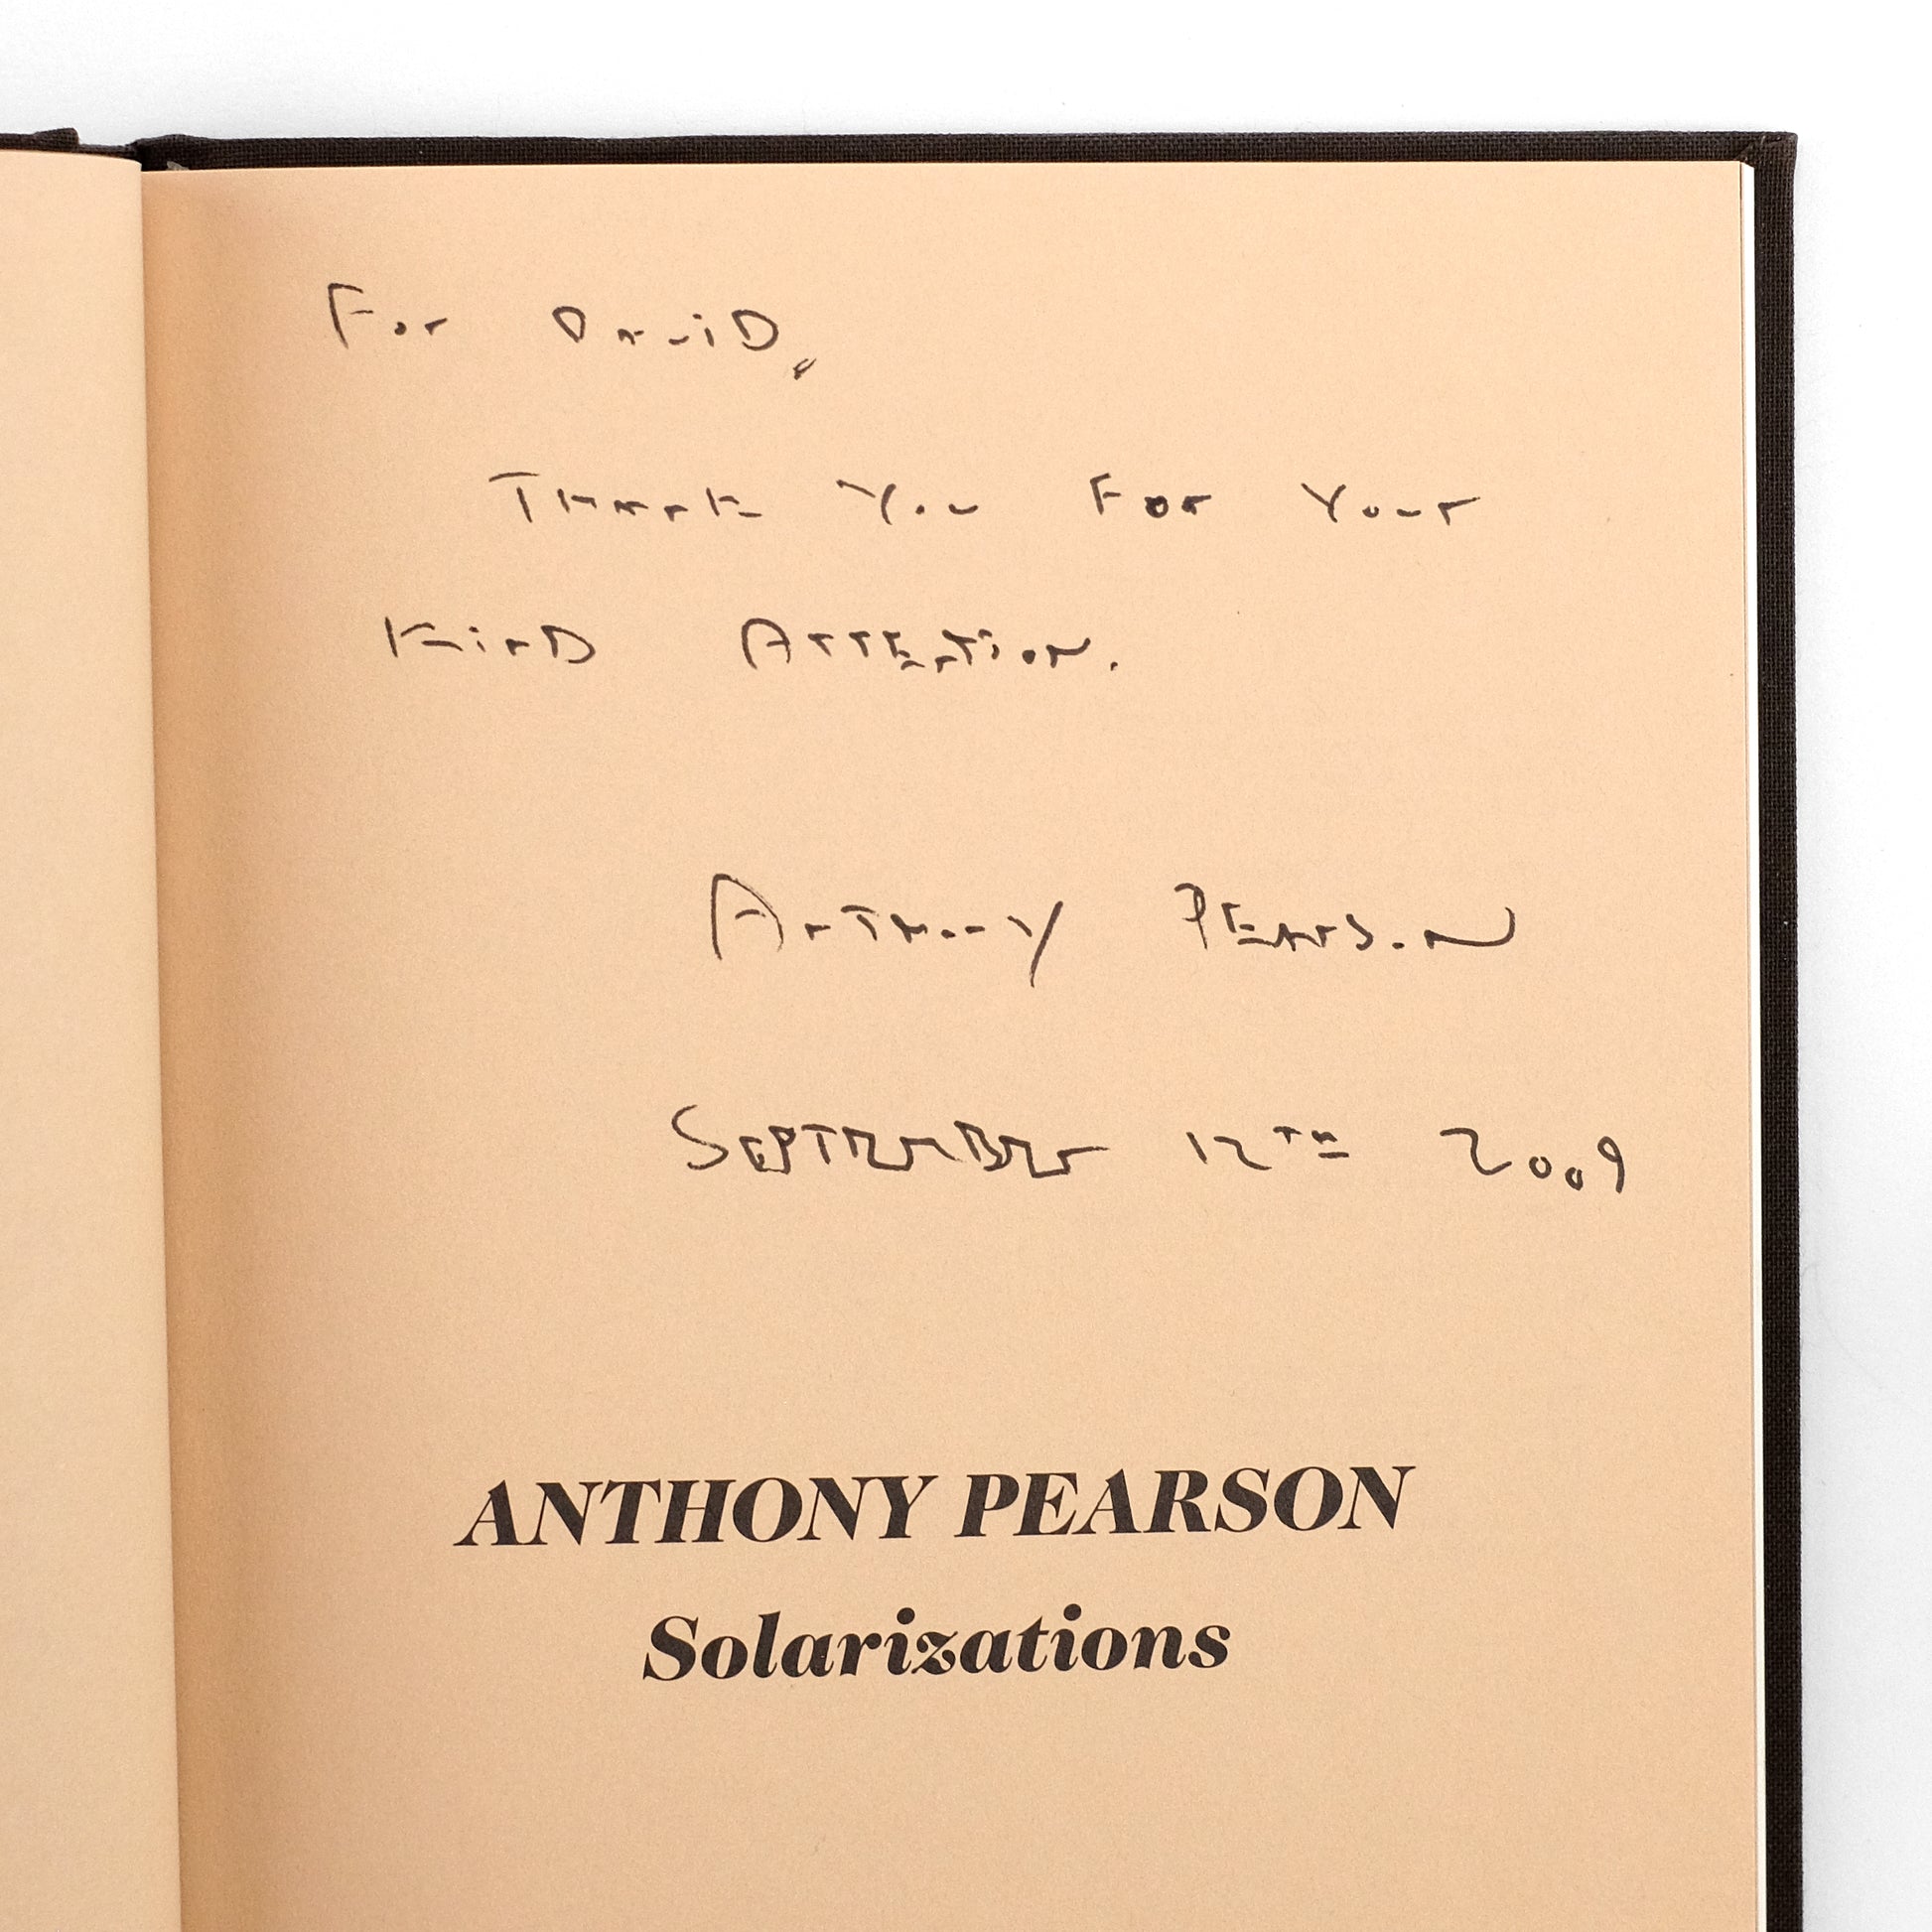 For David,
Thank You For Your
Kind Attention.
Anthony Pearson
September 12th 2009
ANTHONY PEARSON
Solarizations